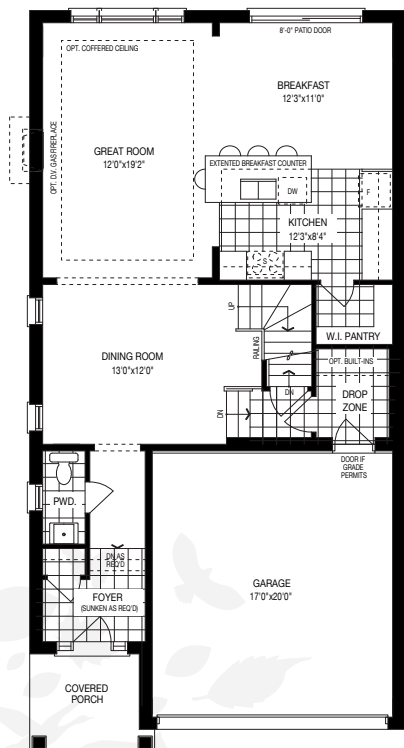 OPT. COFFERED CEILING
8'-0" PATIO DOOR
BREAKFAST
12'3"x11'0"
GREAT ROOM
12'0"x19'2"
OPT. D.V. GAS FIREPLACE
EXTENTED BREAKFAST COUNTER
DW
F
KITCHEN
12'3"x8'4"
S
UP
RAILING
W.I. PANTRY
DINING ROOM
13'0"x12'0"
OPT. BUILT-INS
DN
DROP
ZONE
DN
DOOR IF
GRADE
PERMITS
PWD.
DN AS
REQ'D
FOYER
(SUNKEN AS REQ'D)
GARAGE
17'0"x20'0"
COVERED
PORCH